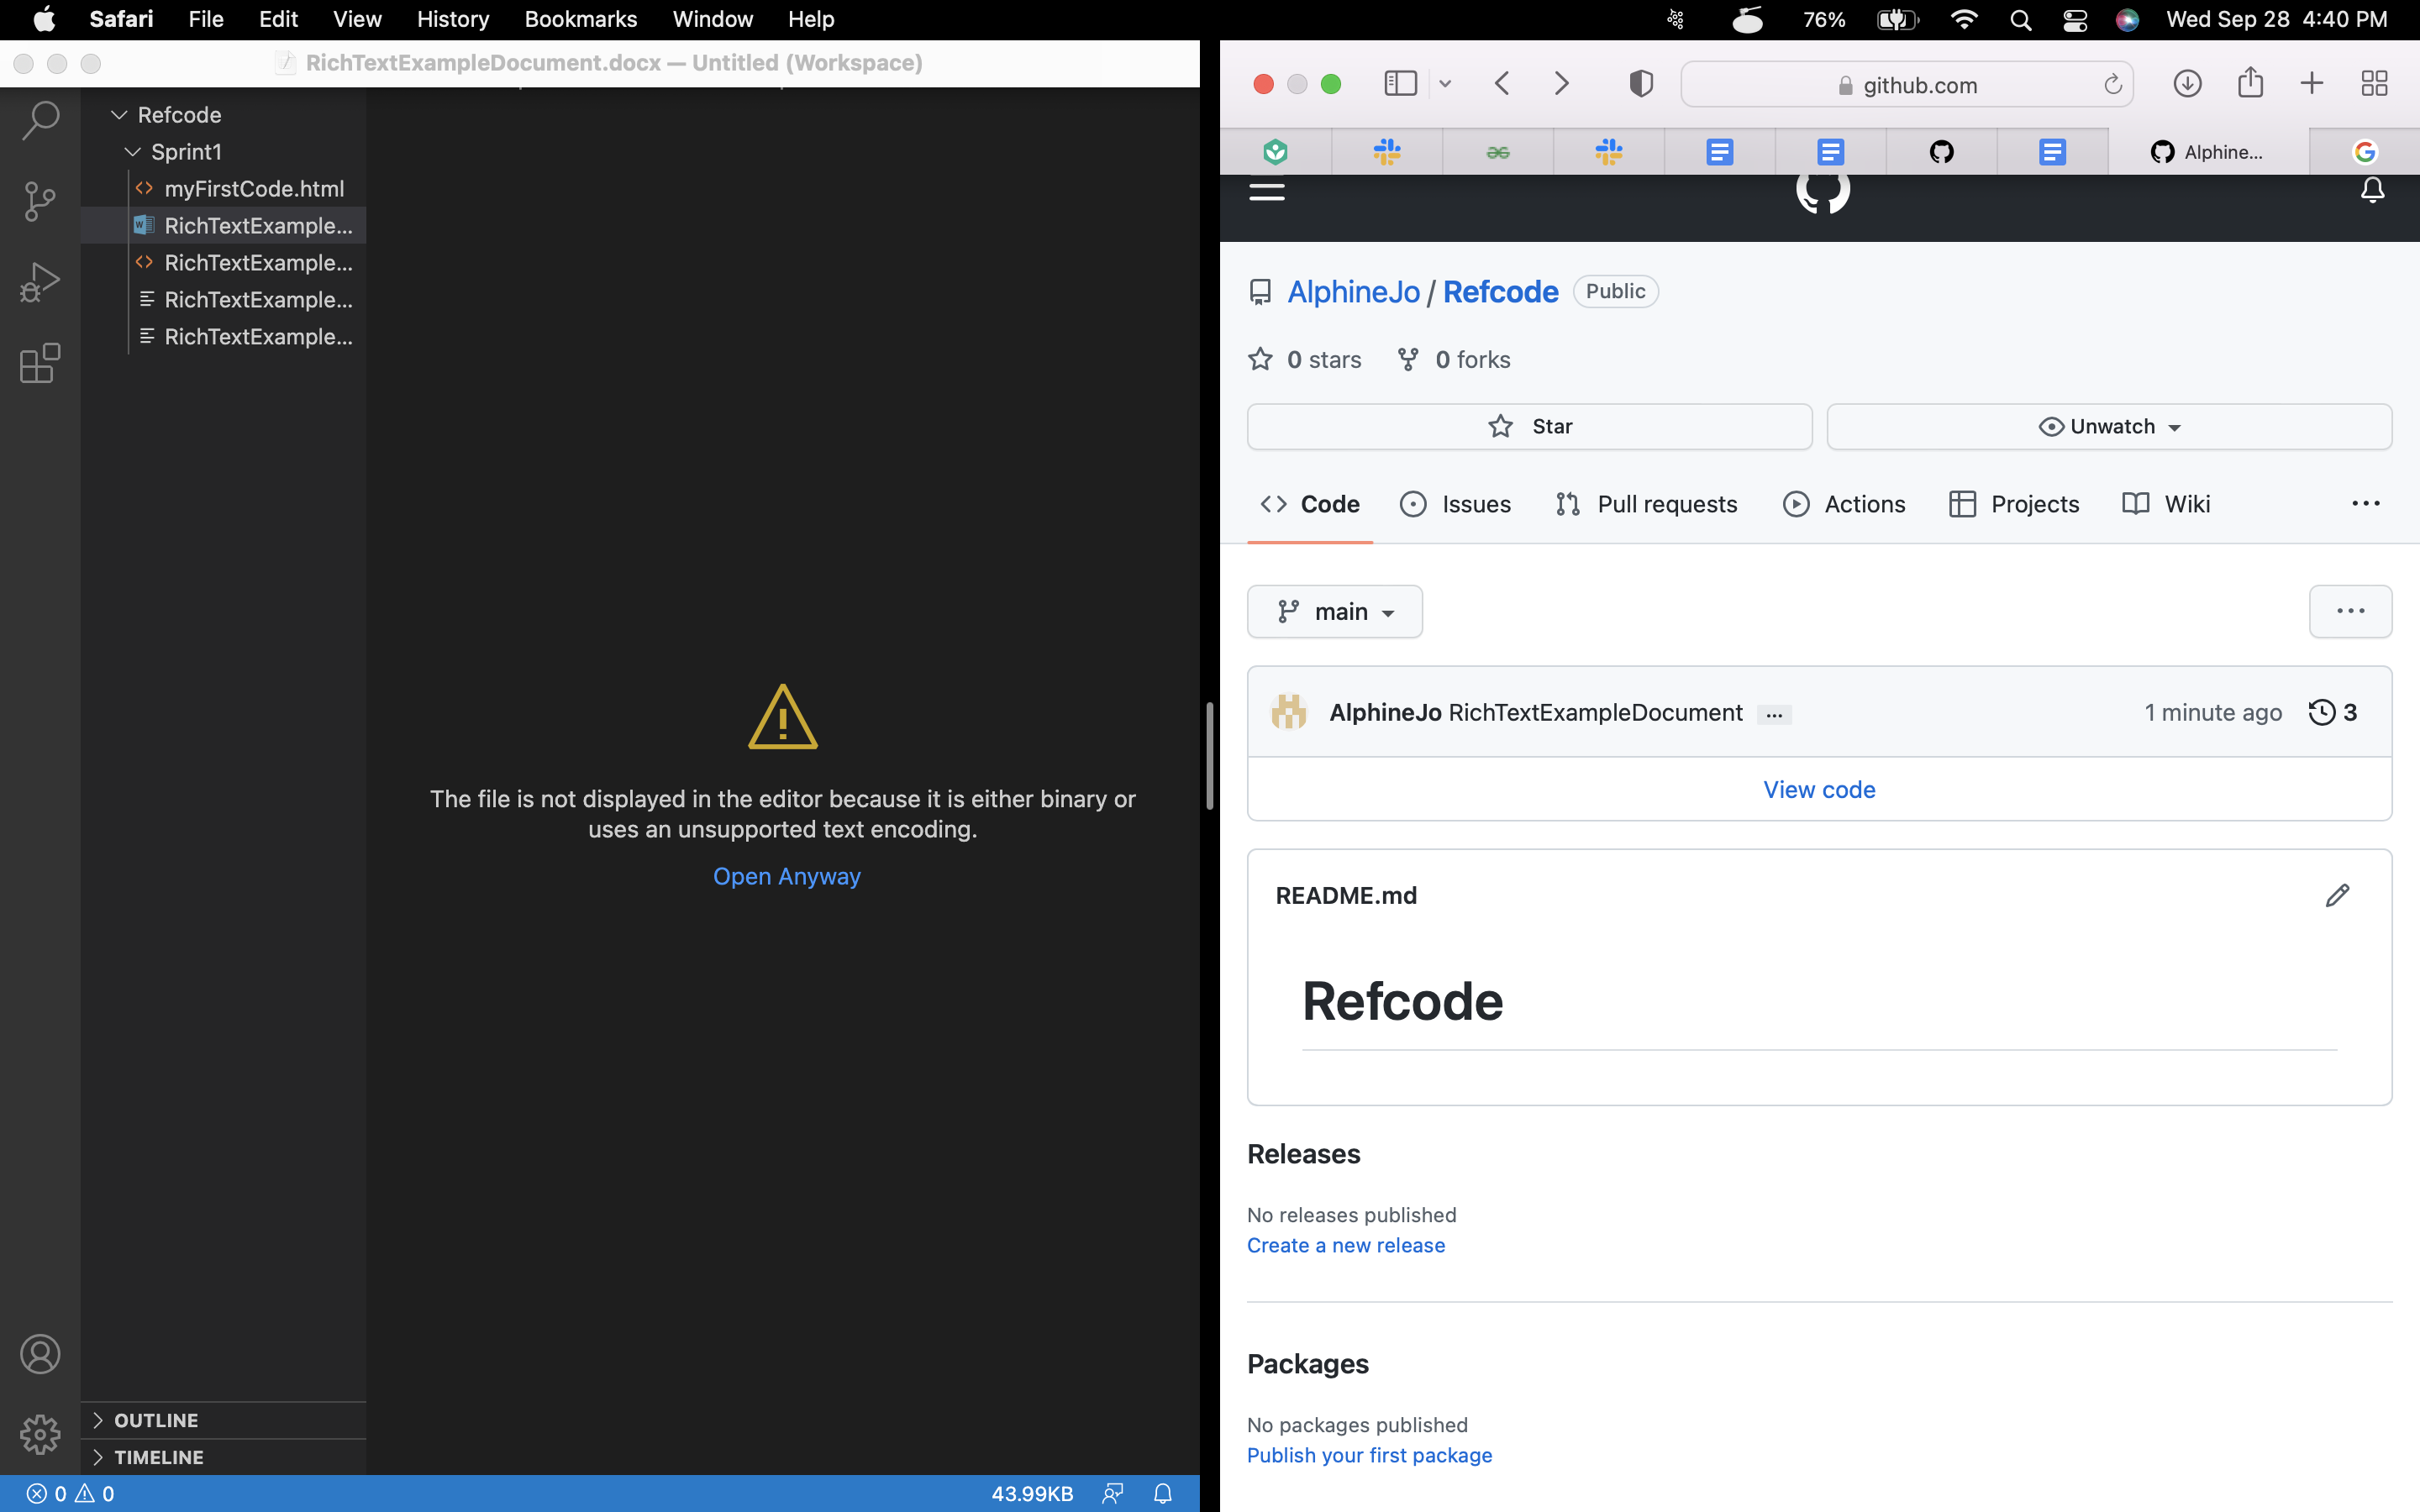 Safari File Edit View History Bookmarks Window Help 76% Wed Sep 28 4:40 PM
RichTextExampleDocument.docx — Untitled (Workspace)
Refcode
Sprint1
myFirstCode.html
RichTextExample...
RichTextExample...
RichTextExample...
RichTextExample...
The file is not displayed in the editor because it is either binary or
uses an unsupported text encoding.
Open Anyway
OUTLINE
TIMELINE
0 0 43.99KB
github.com
Alphine...
AlphineJo / Refcode Public
0 stars 0 forks
Star Unwatch
Code Issues Pull requests Actions Projects Wiki ...
main ...
AlphineJo RichTextExampleDocument ... 1 minute ago 3
View code
README.md
Refcode
Releases
No releases published
Create a new release
Packages
No packages published
Publish your first package